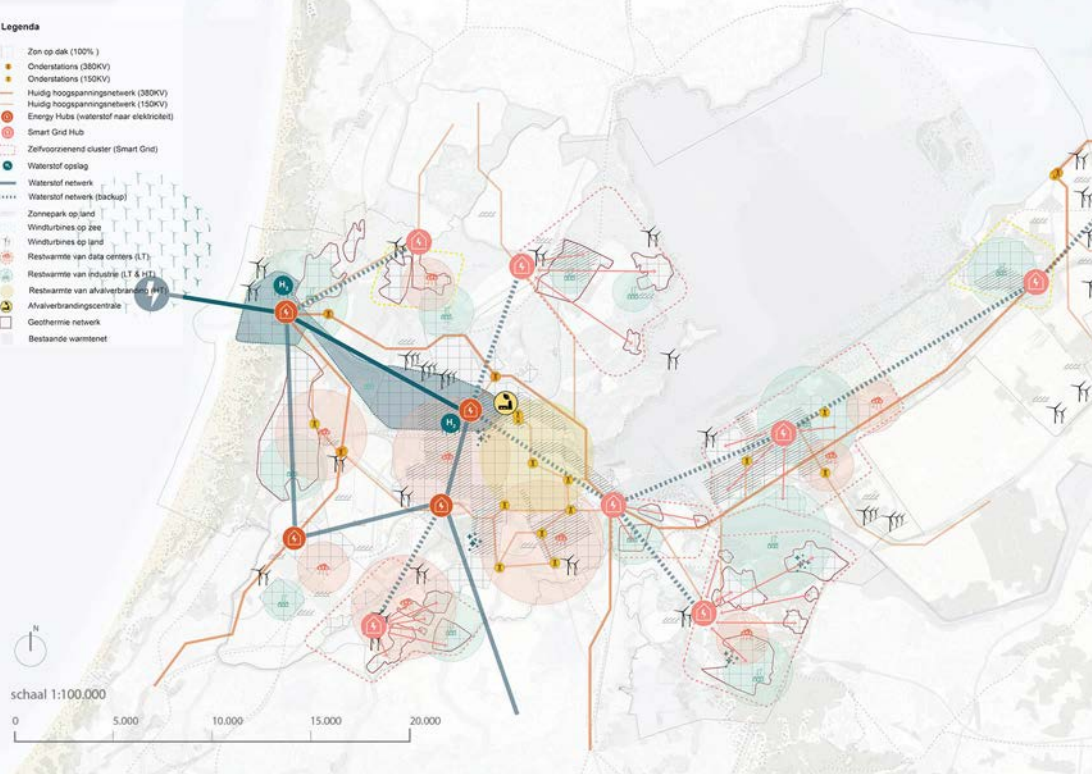 Legenda
Zon op dak (100% )
Onderstations (380KV)
Onderstations (150KV)
Huidig hoogspanningsnetwerk (380KV)
Huidig hoogspanningsnetwerk (150KV)
Energy Hubs (waterstof naar elektriciteit)
Smart Grid Hub
Zelfvoorzienend cluster (Smart Grid)
Waterstof opslag
Waterstof netwerk
Waterstof netwerk (backup)
Zonnepark op land
Windturbines op zee
Windturbines op land
Restwarmte van data centers (LT)
Restwarmte van industrie (LT & HT)
Restwarmte van afvalverbranding (HT)
Afvalverbrandingscentrale
Geothermie netwerk
Bestaande warmtenet
H₂
H₂
N
schaal 1:100.000
0 5.000 10.000 15.000 20.000